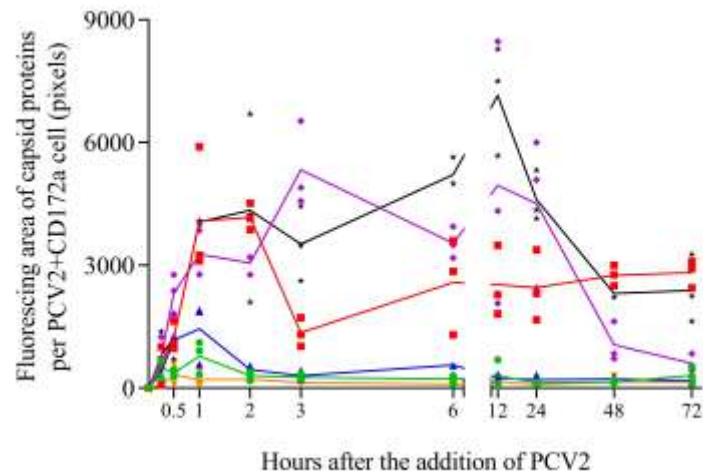 Fluorescing area of capsid proteins
per PCV2+CD172a cell (pixels)
9000
6000
3000
0
0.5 1 2 3 6 12 24 48 72
Hours after the addition of PCV2